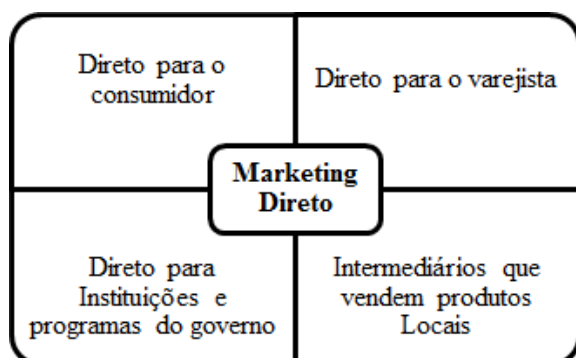 Direto para o
consumidor
Direto para o varejista
Marketing
Direto
Direto para
Instituições e
programas do governo
Intermediários que
vendem produtos
Locais